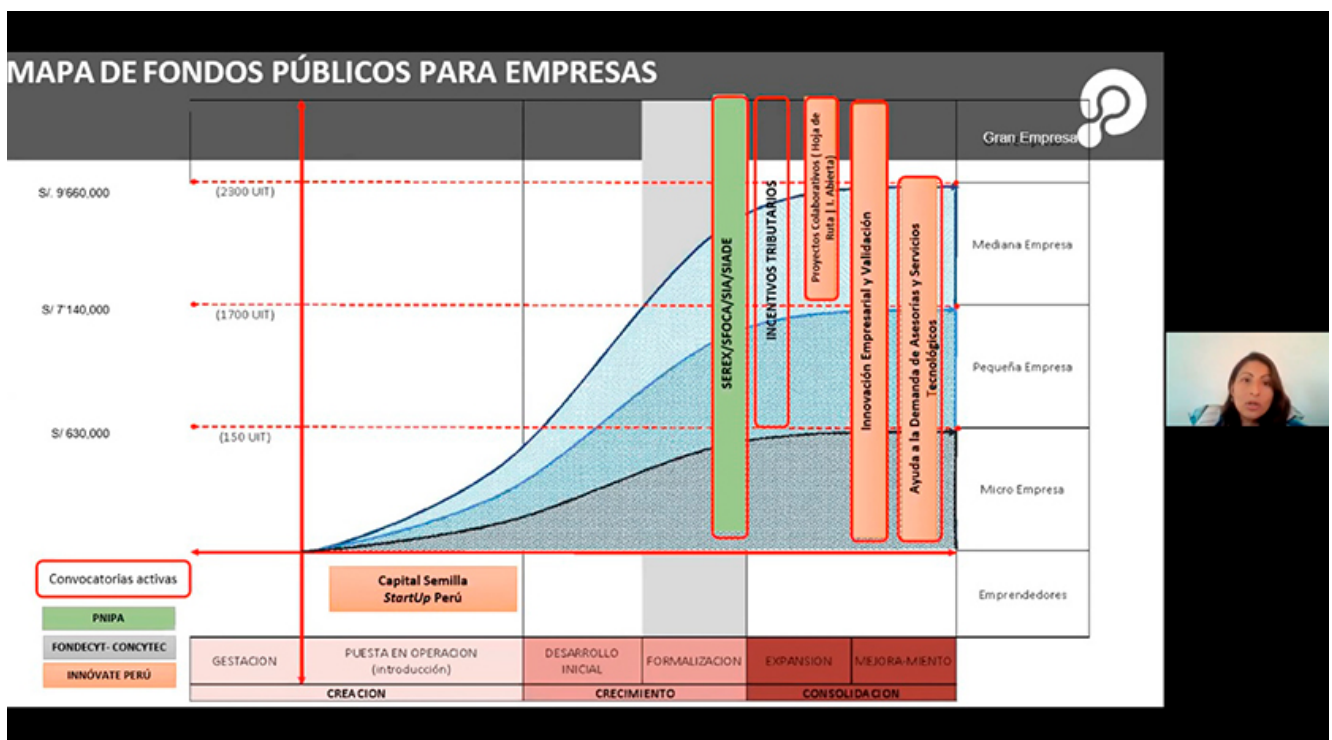 MAPA DE FONDOS PÚBLICOS PARA EMPRESAS
Gran Empresa
S/. 9'660,000
(2300 UIT)
Mediana Empresa
S/ 7'140,000
(1700 UIT)
Pequeña Empresa
S/ 630,000
(150 UIT)
Micro Empresa
SEREX/SFOCA/SIA/SIADE
INCENTIVOS TRIBUTARIOS
Proyectos Colaborativos ( Hoja de
Ruta | I. Abierta)
Innovación Empresarial y Validación
Ayuda a la Demanda de Asesorías y Servicios
Tecnológicos
Convocatorias activas
PNIPA
FONDECYT- CONCYTEC
INNÓVATE PERÚ
Capital Semilla
StartUp Perú
Emprendedores
GESTACION
PUESTA EN OPERACION
(introducción)
DESARROLLO
INICIAL
FORMALIZACION
EXPANSION
MEJORA-MIENTO
CREACION
CRECIMIENTO
CONSOLIDACION